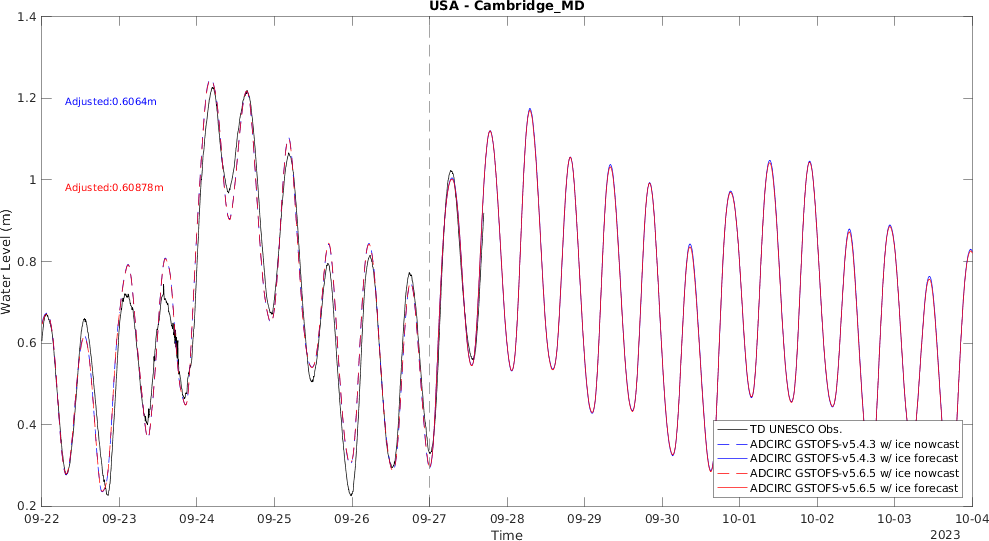 USA - Cambridge_MD
1.4
1.2
1
0.8
0.6
0.4
0.2
Water Level (m)
Adjusted:0.6064m
Adjusted:0.60878m
TD UNESCO Obs.
ADCIRC GSTOFS-v5.4.3 w/ ice nowcast
ADCIRC GSTOFS-v5.4.3 w/ ice forecast
ADCIRC GSTOFS-v5.6.5 w/ ice nowcast
ADCIRC GSTOFS-v5.6.5 w/ ice forecast
09-22 09-23 09-24 09-25 09-26 09-27 09-28 09-29 09-30 10-01 10-02 10-03 10-04
Time
2023